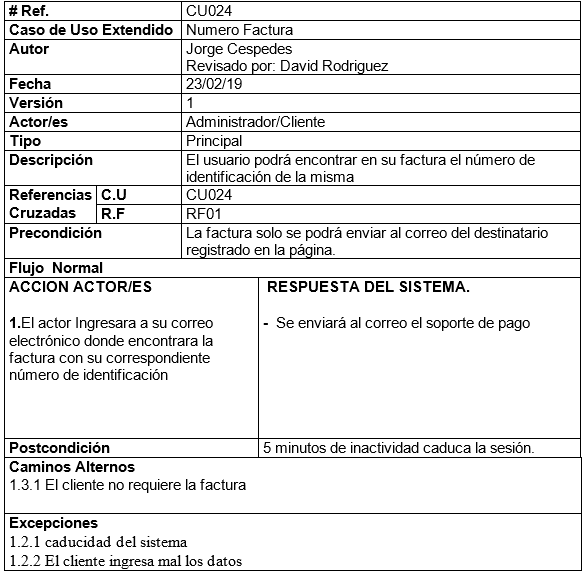 # Ref. CU024
Caso de Uso Extendido Numero Factura
Autor Jorge Cespedes
Revisado por: David Rodriguez
Fecha 23/02/19
Versión 1
Actor/es Administrador/Cliente
Tipo Principal
Descripción El usuario podrá encontrar en su factura el número de
identificación de la misma
Referencias C.U CU024
Cruzadas R.F RF01
Precondición La factura solo se podrá enviar al correo del destinatario
registrado en la página.
Flujo Normal
ACCION ACTOR/ES RESPUESTA DEL SISTEMA.
1.El actor Ingresara a su correo - Se enviará al correo el soporte de pago
electrónico donde encontrara la
factura con su correspondiente
número de identificación
Postcondición 5 minutos de inactividad caduca la sesión.
Caminos Alternos
1.3.1 El cliente no requiere la factura
Excepciones
1.2.1 caducidad del sistema
1.2.2 El cliente ingresa mal los datos